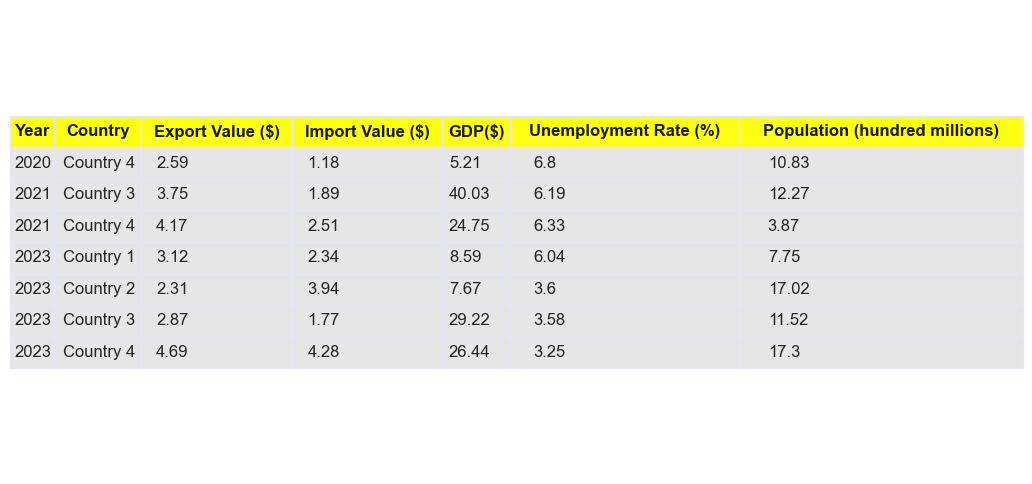 Year Country Export Value ($) Import Value ($) GDP($) Unemployment Rate (%) Population (hundred millions)
2020 Country 4 2.59 1.18 5.21 6.8 10.83
2021 Country 3 3.75 1.89 40.03 6.19 12.27
2021 Country 4 4.17 2.51 24.75 6.33 3.87
2023 Country 1 3.12 2.34 8.59 6.04 7.75
2023 Country 2 2.31 3.94 7.67 3.6 17.02
2023 Country 3 2.87 1.77 29.22 3.58 11.52
2023 Country 4 4.69 4.28 26.44 3.25 17.3